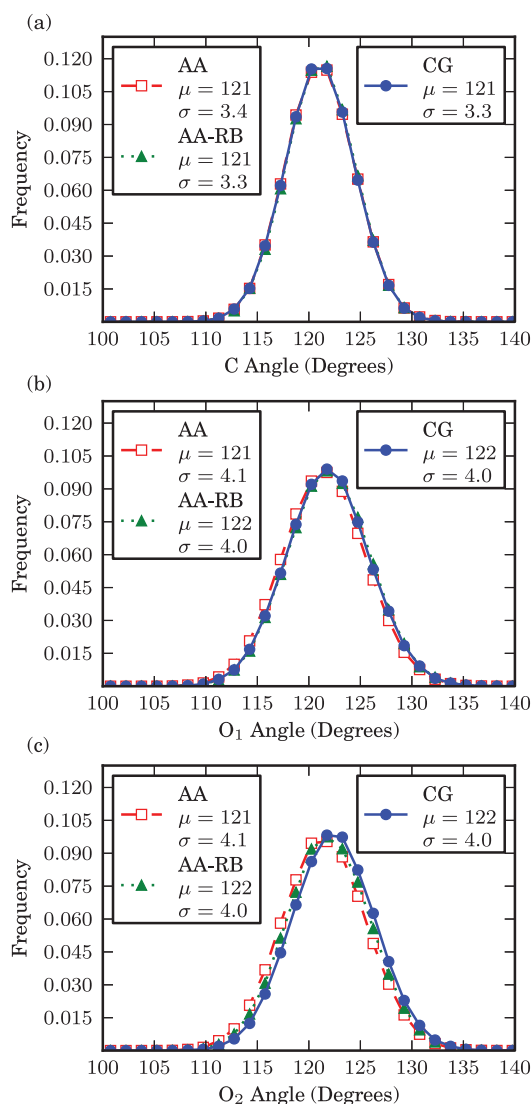 (a)
0.120
0.105
0.090
0.075
0.060
0.045
0.030
0.015
Frequency
AA
μ = 121
σ = 3.4
AA-RB
μ = 121
σ = 3.3
CG
μ = 121
σ = 3.3
100 105 110 115 120 125 130 135 140
C Angle (Degrees)
(b)
0.120
0.105
0.090
0.075
0.060
0.045
0.030
0.015
Frequency
AA
μ = 121
σ = 4.1
AA-RB
μ = 122
σ = 4.0
CG
μ = 122
σ = 4.0
100 105 110 115 120 125 130 135 140
O₁ Angle (Degrees)
(c)
0.120
0.105
0.090
0.075
0.060
0.045
0.030
0.015
Frequency
AA
μ = 121
σ = 4.1
AA-RB
μ = 122
σ = 4.0
CG
μ = 122
σ = 4.0
100 105 110 115 120 125 130 135 140
O₂ Angle (Degrees)